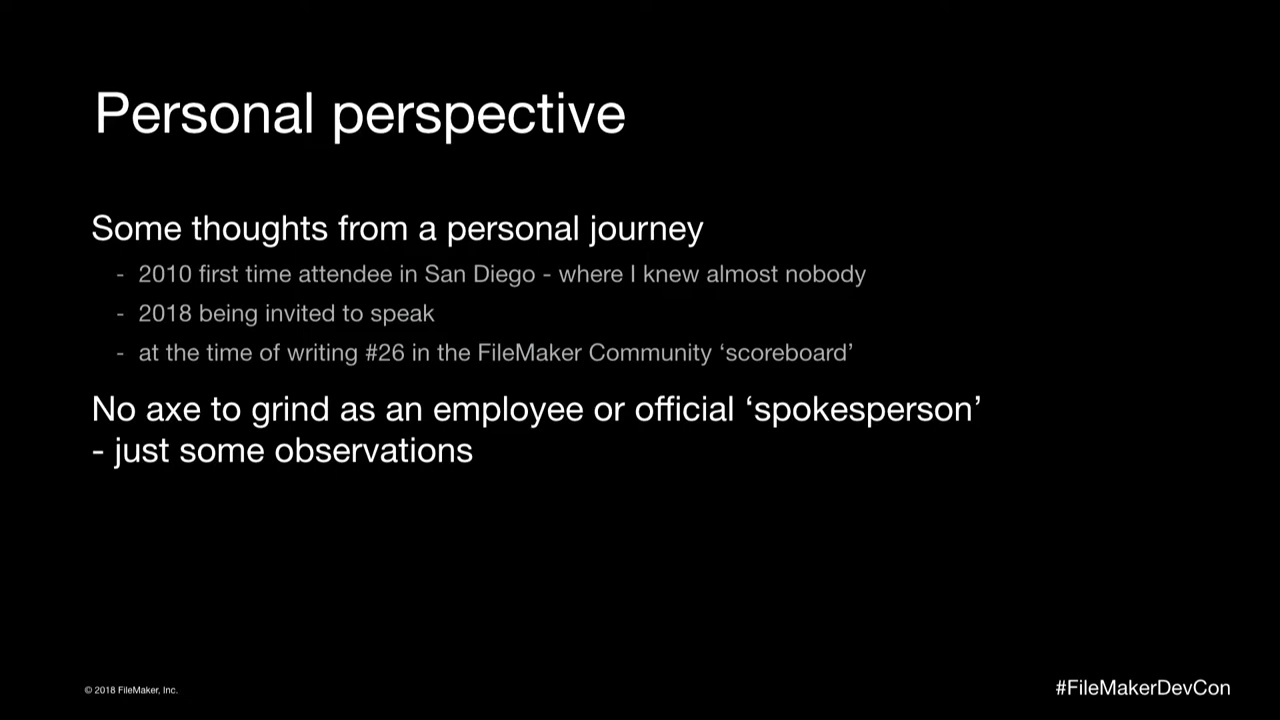 Personal perspective
Some thoughts from a personal journey
- 2010 first time attendee in San Diego - where I knew almost nobody
- 2018 being invited to speak
- at the time of writing #26 in the FileMaker Community ‘scoreboard’
No axe to grind as an employee or official ‘spokesperson’
- just some observations
© 2018 FileMaker, Inc.
#FileMakerDevCon